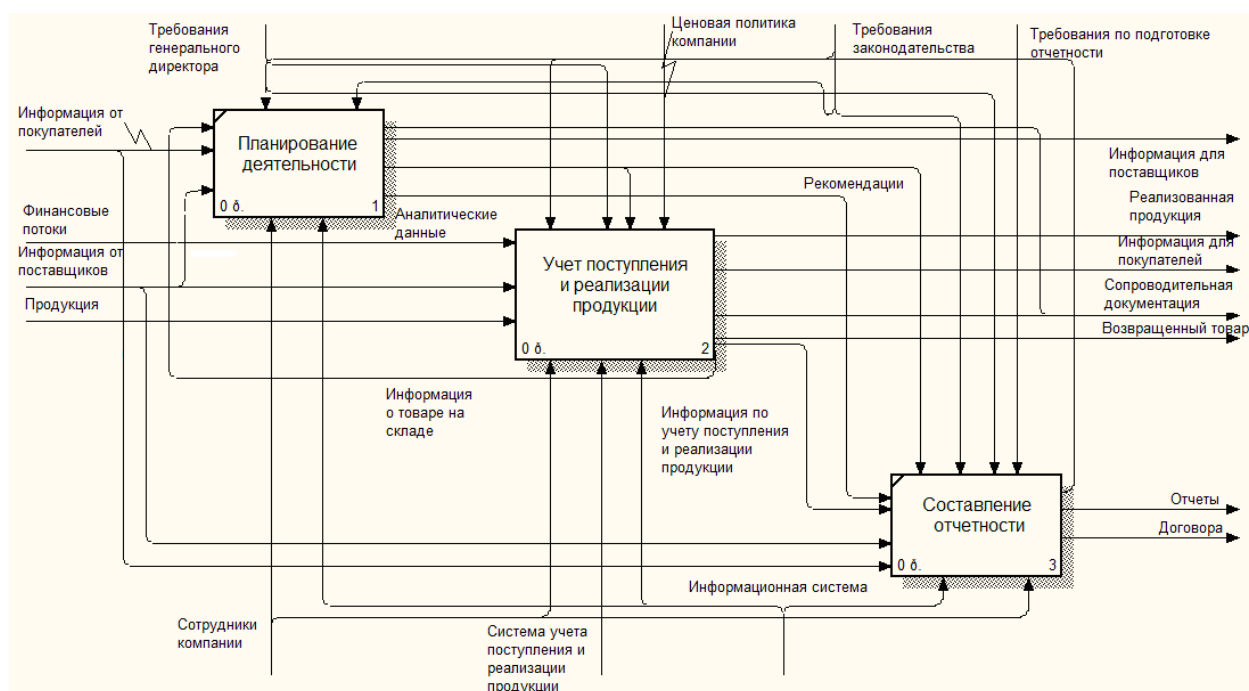 Требования
генерального
директора
Ценовая политика
компании
Требования
законодательства
Требования по подготовке
отчетности
Информация от
покупателей
Планирование
деятельности
0 ð.
1
Информация для
поставщиков
Рекомендации
Реализованная
продукция
Финансовые
потоки
Аналитические
данные
Информация от
поставщиков
Учет поступления
и реализации
продукции
0 ð.
2
Информация для
покупателей
Сопроводительная
документация
Продукция
Возвращенный товар
Информация
о товаре на
складе
Информация по
учету поступления
и реализации
продукции
Составление
отчетности
0 ð.
3
Отчеты
Договора
Информационная система
Сотрудники
компании
Система учета
поступления и
реализации
продукции